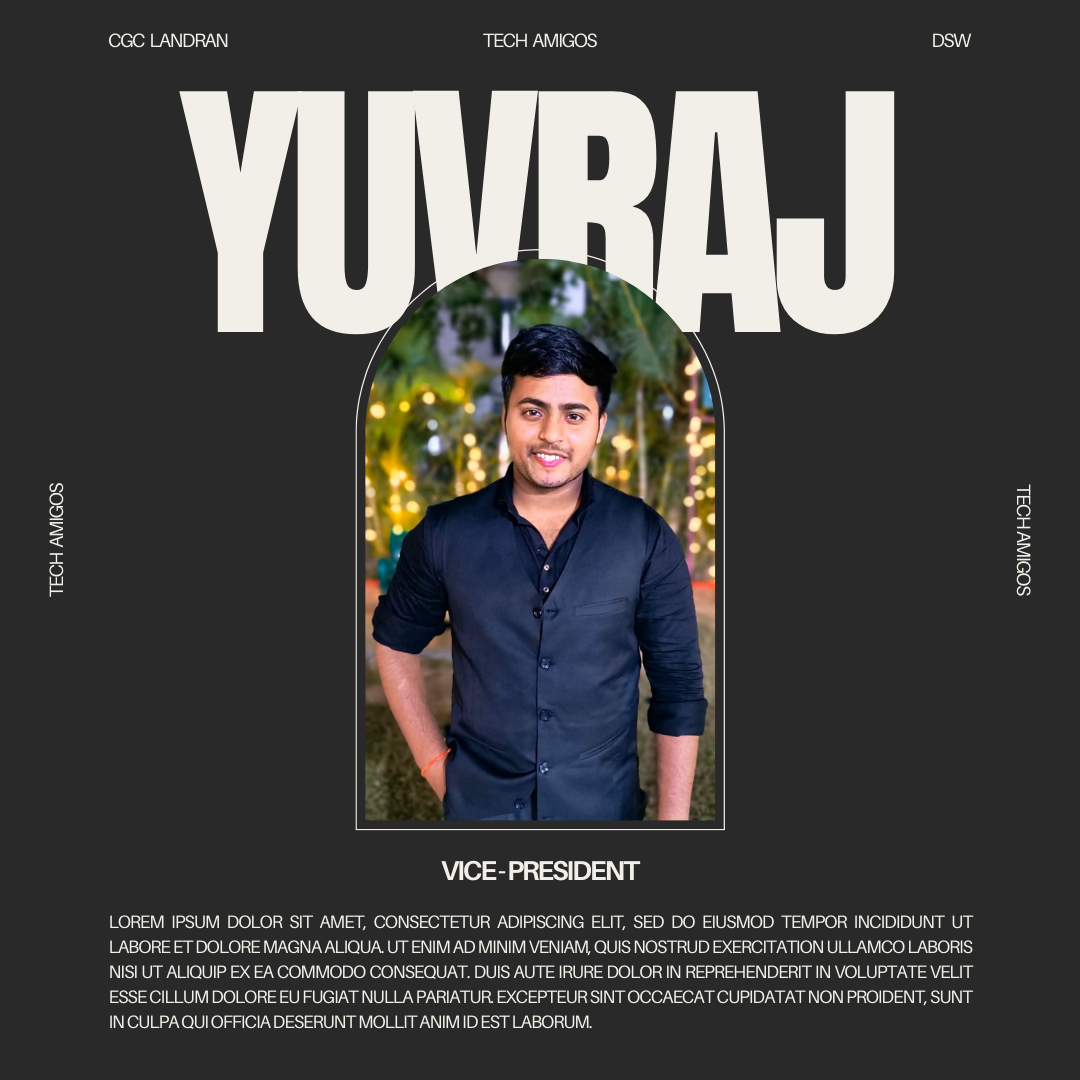 CGC LANDRAN
TECH AMIGOS
DSW
YUVRAJ
TECH AMIGOS
TECH AMIGOS
VICE-PRESIDENT
LOREM IPSUM DOLOR SIT AMET, CONSECTETUR ADIPISCING ELIT, SED DO EIUSMOD TEMPOR INCIDIDUNT UT
LABORE ET DOLORE MAGNA ALIQUA. UT ENIM AD MINIM VENIAM, QUIS NOSTRUD EXERCITATION ULLAMCO LABORIS
NISI UT ALIQUIP EX EA COMMODO CONSEQUAT. DUIS AUTE IRURE DOLOR IN REPREHENDERIT IN VOLUPTATE VELIT
ESSE CILLUM DOLORE EU FUGIAT NULLA PARIATUR. EXCEPTEUR SINT OCCAECAT CUPIDATAT NON PROIDENT, SUNT
IN CULPA QUI OFFICIA DESERUNT MOLLIT ANIM ID EST LABORUM.